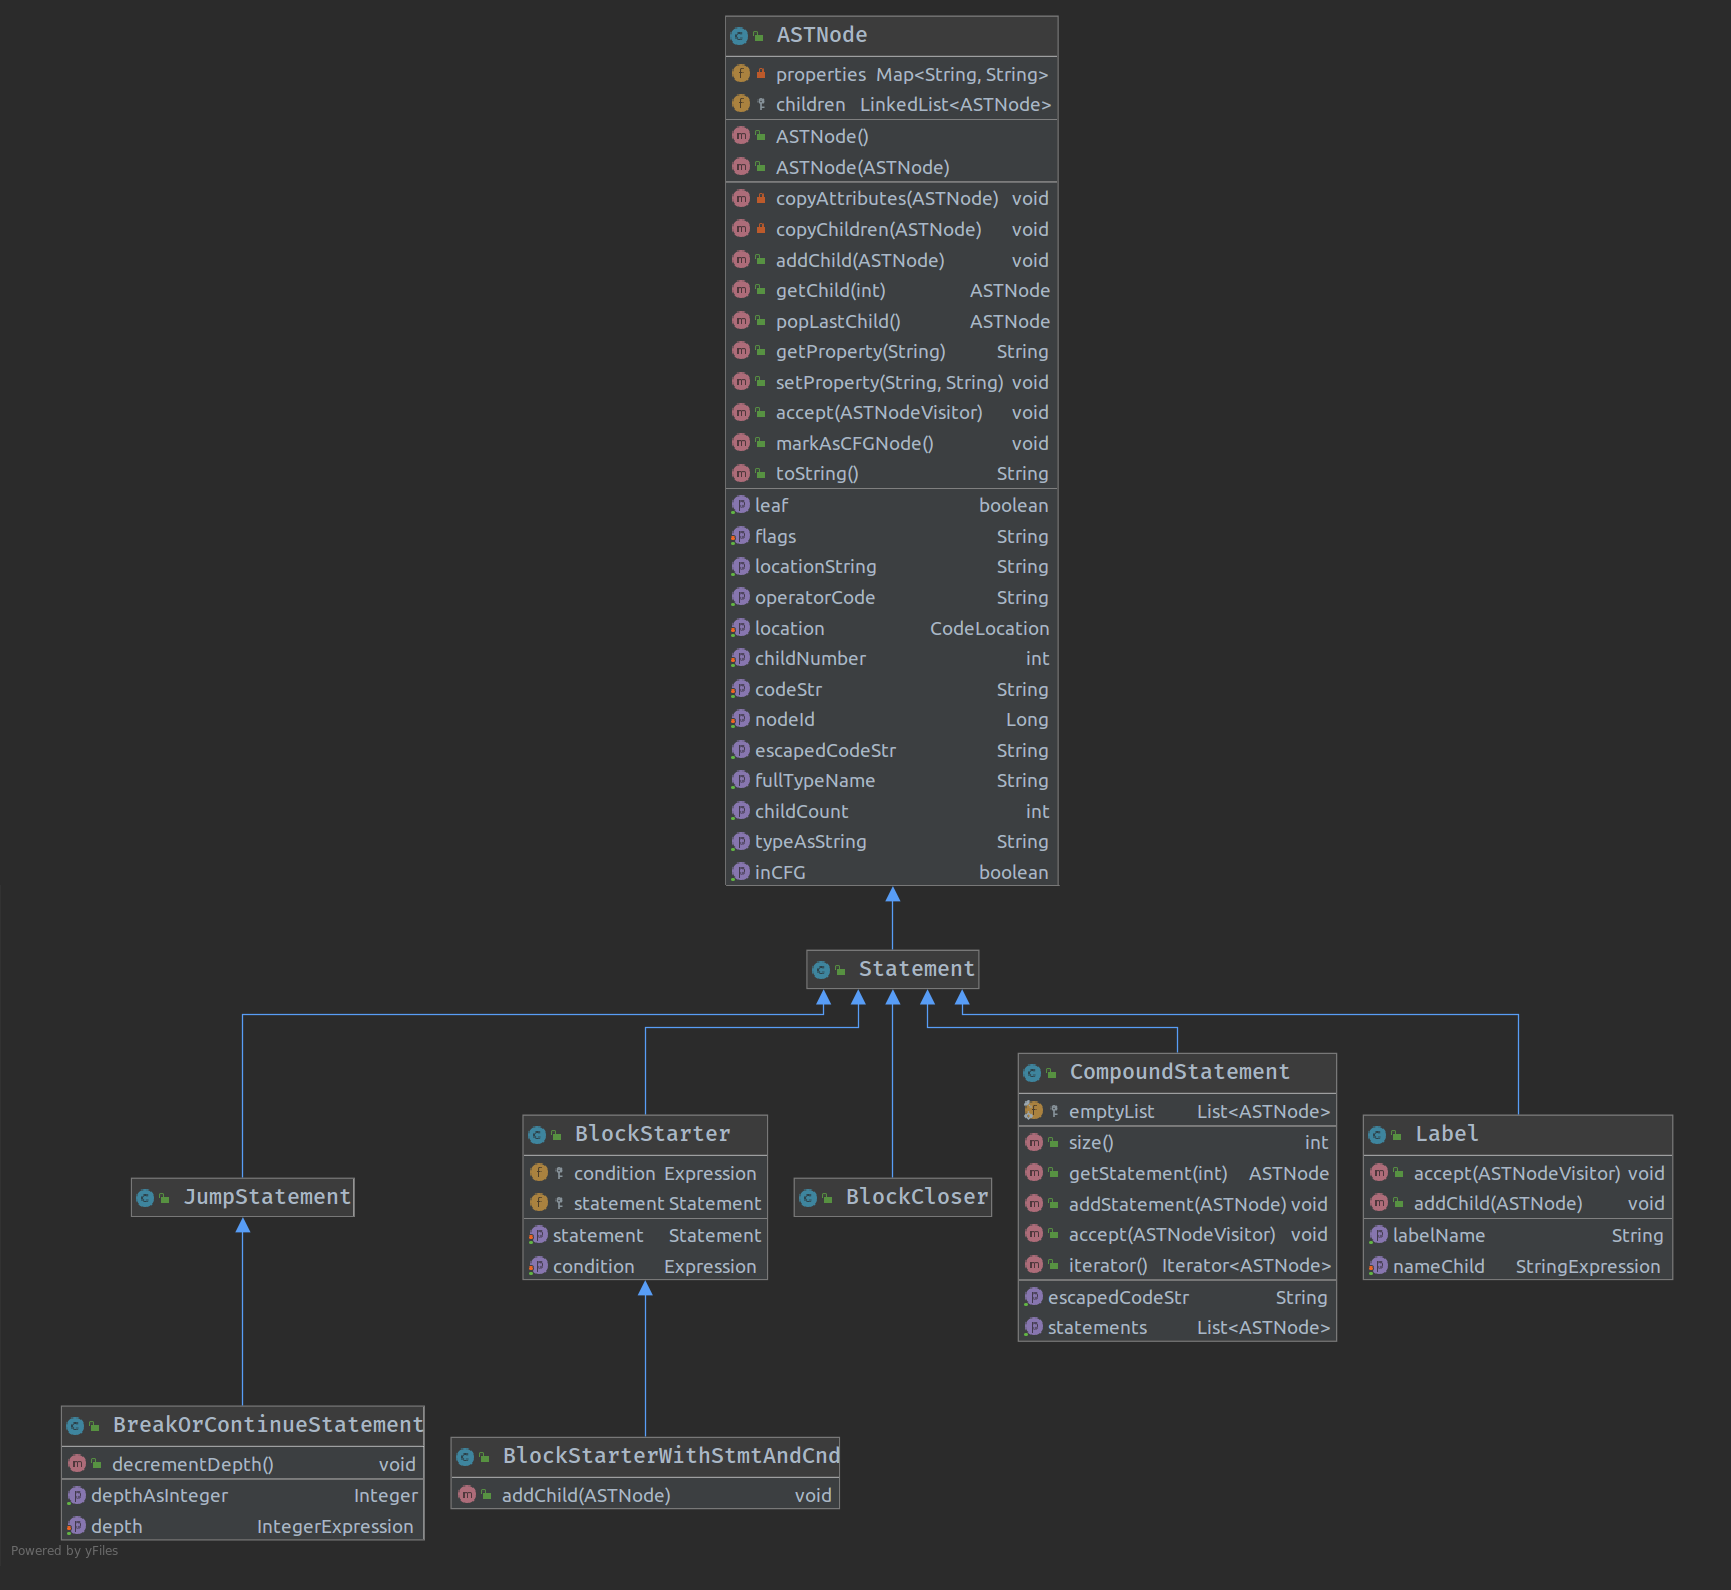 ASTNode
properties Map<String, String>
children LinkedList<ASTNode>
ASTNode()
ASTNode(ASTNode)
copyAttributes(ASTNode) void
copyChildren(ASTNode) void
addChild(ASTNode) void
getChild(int) ASTNode
popLastChild() ASTNode
getProperty(String) String
setProperty(String, String) void
accept(ASTNodeVisitor) void
markAsCFGNode() void
toString() String
leaf boolean
flags String
locationString String
operatorCode String
location CodeLocation
childNumber int
codeStr String
nodeId Long
escapedCodeStr String
fullTypeName String
childCount int
typeAsString String
inCFG boolean
Statement
JumpStatement
BlockStarter
condition Expression
statement Statement
statement Statement
condition Expression
BlockCloser
CompoundStatement
emptyList List<ASTNode>
size() int
getStatement(int) ASTNode
addStatement(ASTNode) void
accept(ASTNodeVisitor) void
iterator() Iterator<ASTNode>
escapedCodeStr String
statements List<ASTNode>
Label
accept(ASTNodeVisitor) void
addChild(ASTNode) void
labelName String
nameChild StringExpression
BreakOrContinueStatement
decrementDepth() void
depthAsInteger Integer
depth IntegerExpression
BlockStarterWithStmtAndCnd
addChild(ASTNode) void
Powered by yFiles